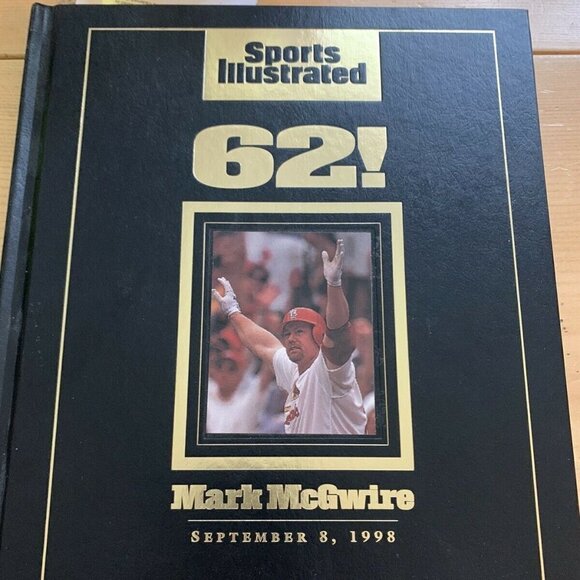 Sports
Illustrated
62!
Mark McGwire
SEPTEMBER 8, 1998